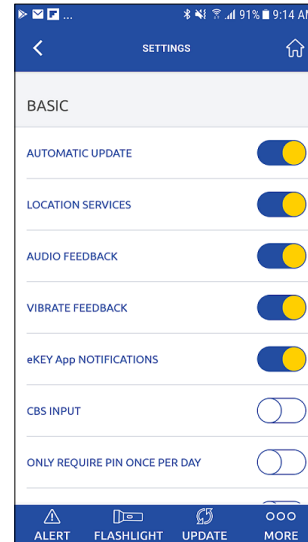 91% 9:14 AM
SETTINGS
BASIC
AUTOMATIC UPDATE
LOCATION SERVICES
AUDIO FEEDBACK
VIBRATE FEEDBACK
eKEY App NOTIFICATIONS
CBS INPUT
ONLY REQUIRE PIN ONCE PER DAY
ALERT FLASHLIGHT UPDATE MORE